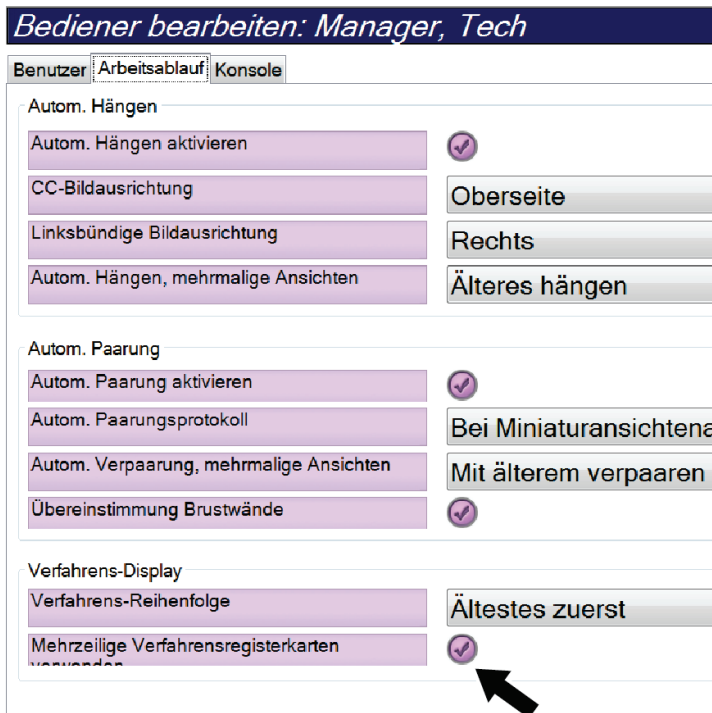 Bediener bearbeiten: Manager, Tech
Benutzer Arbeitsablauf Konsole
Autom. Hängen
Autom. Hängen aktivieren
CC-Bildausrichtung Oberseite
Linksbündige Bildausrichtung Rechts
Autom. Hängen, mehrmalige Ansichten Älteres hängen
Autom. Paarung
Autom. Paarung aktivieren
Autom. Paarungsprotokoll Bei Miniaturansichtena
Autom. Verpaarung, mehrmalige Ansichten Mit älterem verpaaren
Übereinstimmung Brustwände
Verfahrens-Display
Verfahrens-Reihenfolge Ältestes zuerst
Mehrzeilige Verfahrensregisterkarten